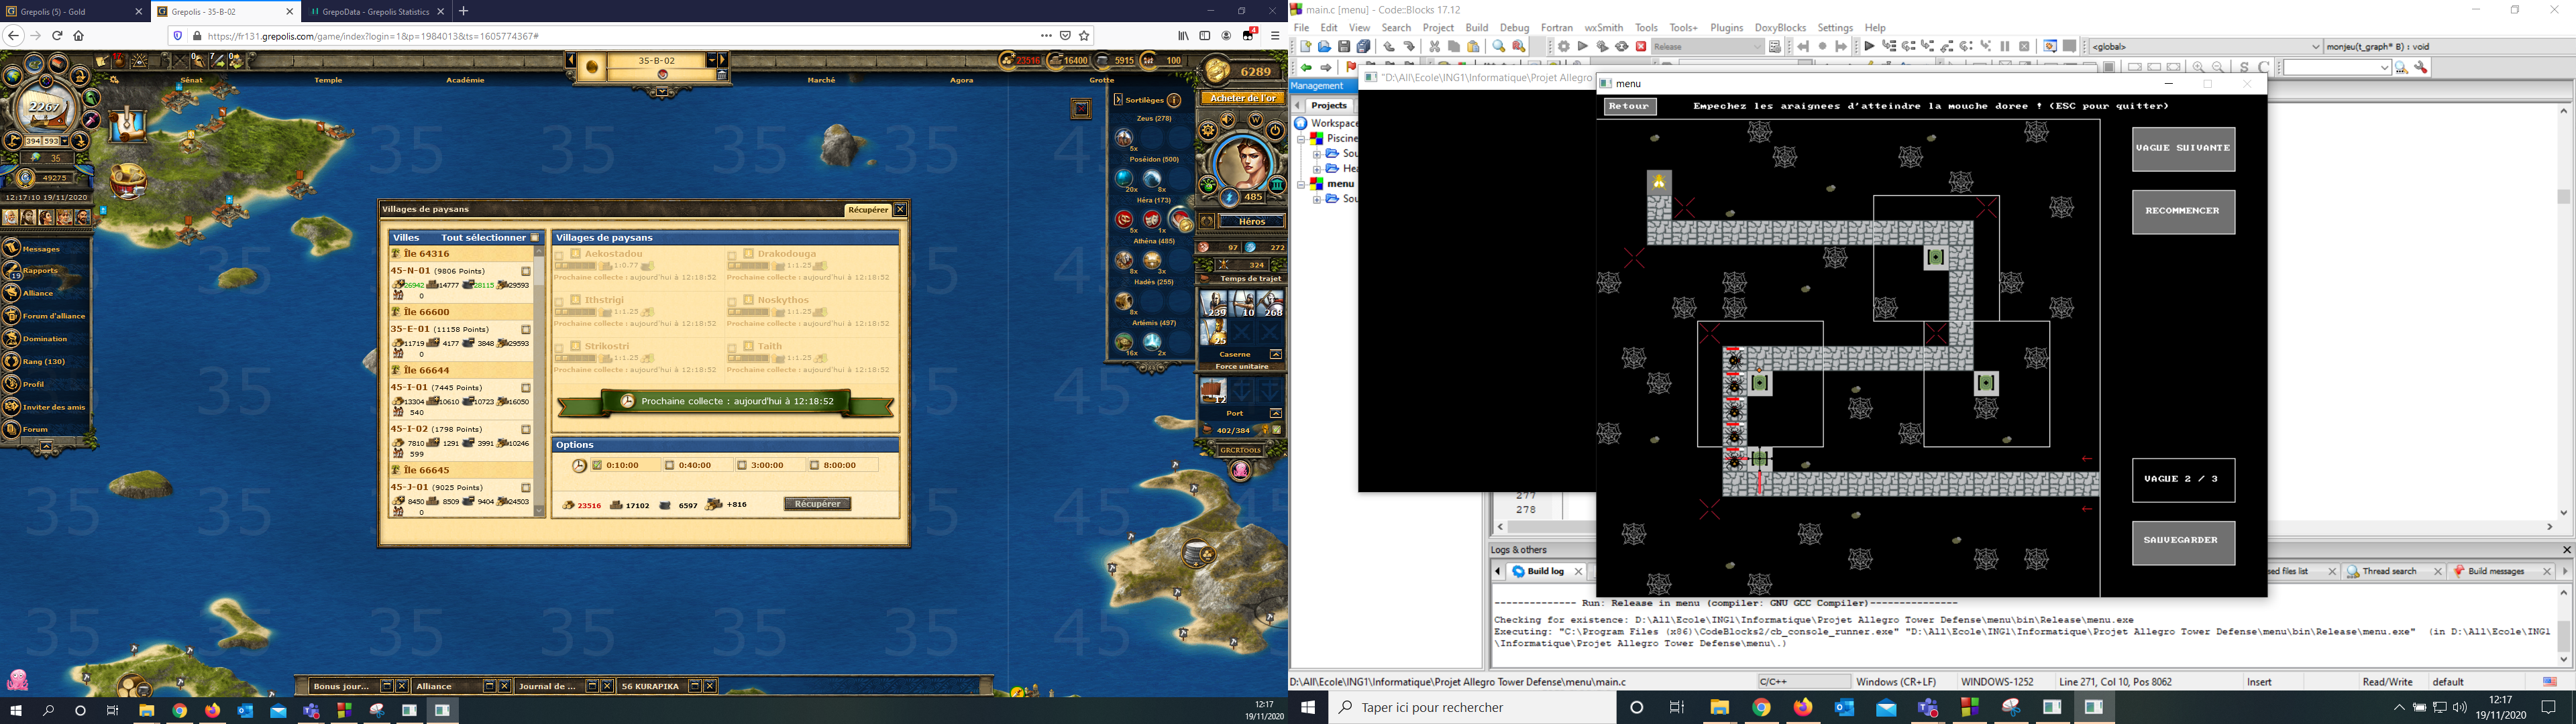 Grepolis (5) - Gold
Grepolis - 35-B-02
GrepoData - Grepolis Statistics
https://fr131.grepolis.com/game/index?login=1&p=1984013&ts=1605774367#
35-B-02
23516 16400 5915 100
6289
Sénat Temple Académie Marché Agora Grotte
Acheter de l'or
2267
394 593
35
49275
12:17:10 19/11/2020
Messages
Rapports
19
Alliance
Forum d'alliance
Domination
Rang (130)
Profil
Inviter des amis
Forum
Villages de paysans
Récupérer
Villes Tout sélectionner
Île 64316
45-N-01 (9806 Points)
26942 14777 28115 29593
0
Île 66600
35-E-01 (11158 Points)
11719 4177 3848 29593
0
Île 66644
45-I-01 (7445 Points)
13304 10610 10723 16050
540
45-I-02 (1798 Points)
7810 1291 3991 10246
599
Île 66645
45-J-01 (9025 Points)
8450 8509 9404 24503
0
Villages de paysans
Aekostadou Drakodouga
1:0.77 1:1.25
Prochaine collecte : aujourd'hui à 12:18:52 Prochaine collecte : aujourd'hui à 12:18:52
Ithstrigi Noskythos
1:1.25 1:1.25
Prochaine collecte : aujourd'hui à 12:18:52 Prochaine collecte : aujourd'hui à 12:18:52
Strikostri Taith
1:1.25 1:1.25
Prochaine collecte : aujourd'hui à 12:18:52 Prochaine collecte : aujourd'hui à 12:18:52
Prochaine collecte : aujourd'hui à 12:18:52
Options
0:10:00 0:40:00 3:00:00 8:00:00
23516 17102 6597 +816 Récupérer
Sortilèges
Zeus (278)
5x
Poséidon (500)
20x 8x
Héra (173)
5x 1x
Athéna (485)
8x 3x
Hadès (255)
8x
Artémis (497)
16x 2x
485
Héros
97 272
324
Temps de trajet
239 10 268
75
Caserne
Force unitaire
12
Port
402/384
GRCRTools
Bonus jour...
Alliance
Journal de ...
56 KURAPIKA
12:17
19/11/2020
main.c [menu] - Code::Blocks 17.12
File Edit View Search Project Build Debug Fortran wxSmith Tools Tools+ Plugins DoxyBlocks Settings Help
Release
<global>
monjeu(t_graph* B) : void
Management
Projects
Workspace
Piscine
Sou
Hea
menu
Sou
"D:\All\Ecole\ING1\Informatique\Projet Allegro
menu
Retour
Empechez les araignees d'atteindre la mouche doree ! (ESC pour quitter)
VAGUE SUIVANTE
RECOMMENCER
VAGUE 2 / 3
SAUVEGARDER
277
278
Logs & others
Build log
sed files list
Thread search
Build messages
-------------- Run: Release in menu (compiler: GNU GCC Compiler)---------------
Checking for existence: D:\All\Ecole\ING1\Informatique\Projet Allegro Tower Defense\menu\bin\Release\menu.exe
Executing: "C:\Program Files (x86)\CodeBlocks2/cb_console_runner.exe" "D:\All\Ecole\ING1\Informatique\Projet Allegro Tower Defense\menu\bin\Release\menu.exe" (in D:\All\Ecole\ING1
\Informatique\Projet Allegro Tower Defense\menu\.)
D:\All\Ecole\ING1\Informatique\Projet Allegro Tower Defense\menu\main.c
C/C++
Windows (CR+LF)
WINDOWS-1252
Line 271, Col 10, Pos 8062
Insert
Read/Write
default
Taper ici pour rechercher
12:17
19/11/2020